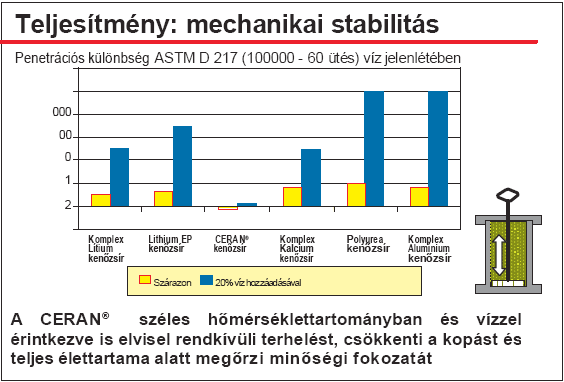 Teljesítmény: mechanikai stabilitás
Penetrációs különbség ASTM D 217 (100000 - 60 ütés) víz jelenlétében
000
00
0
1
2
Komplex Lítium kenőzsír
Lithium EP kenőzsír
CERAN® kenőzsír
Komplex Kalcium kenőzsír
Polyurea kenőzsír
Komplex Aluminium kenőzsír
Szárazon
20% víz hozzáadásával
A CERAN® széles hőmérséklettartományban és vízzel
érintkezve is elvisel rendkívüli terhelést, csökkenti a kopást és
teljes élettartama alatt megőrzi minőségi fokozatát